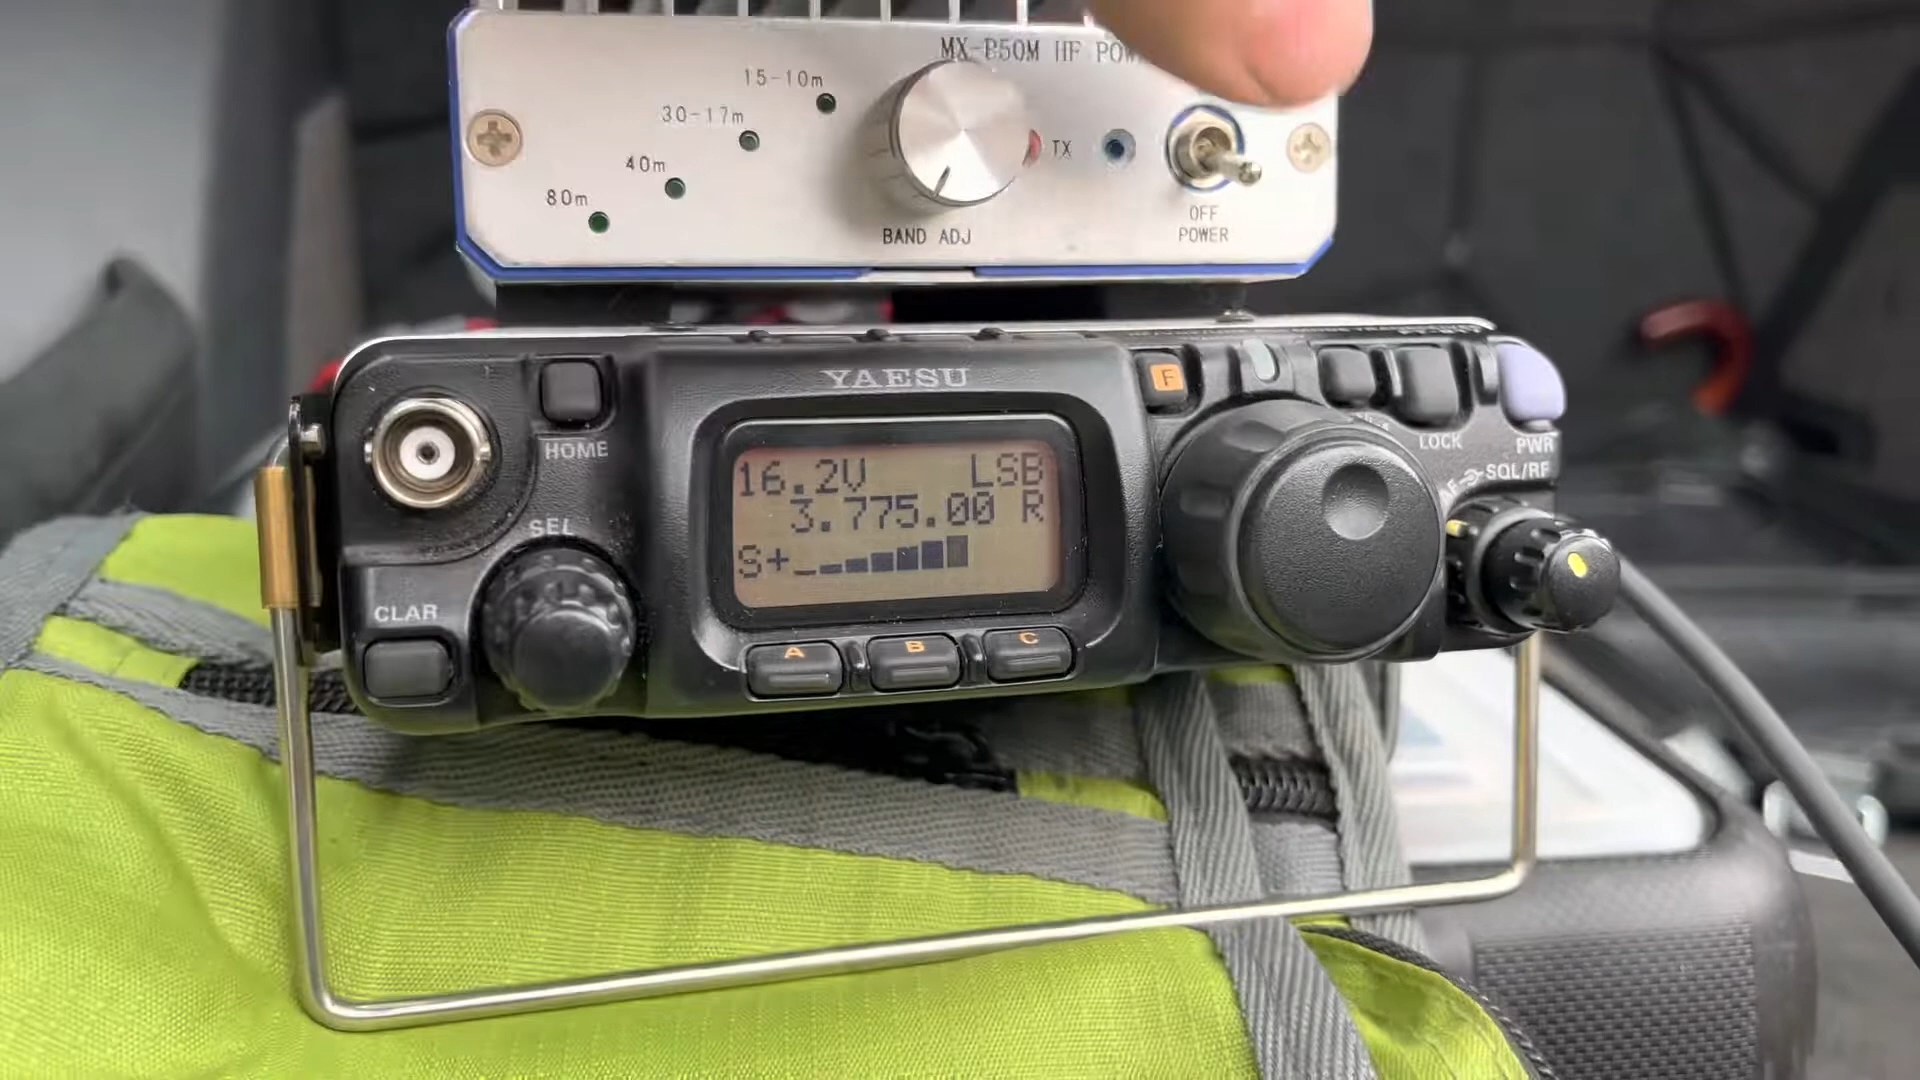 MX-P50M HF POW
15-10m
30-17m
40m
80m
TX
BAND ADJ
OFF
POWER
YAESU
F
HOME
LOCK
PWR
SQL/RF
16.2V LSB
3.775.00 R
S+
SEL
CLAR
A B C